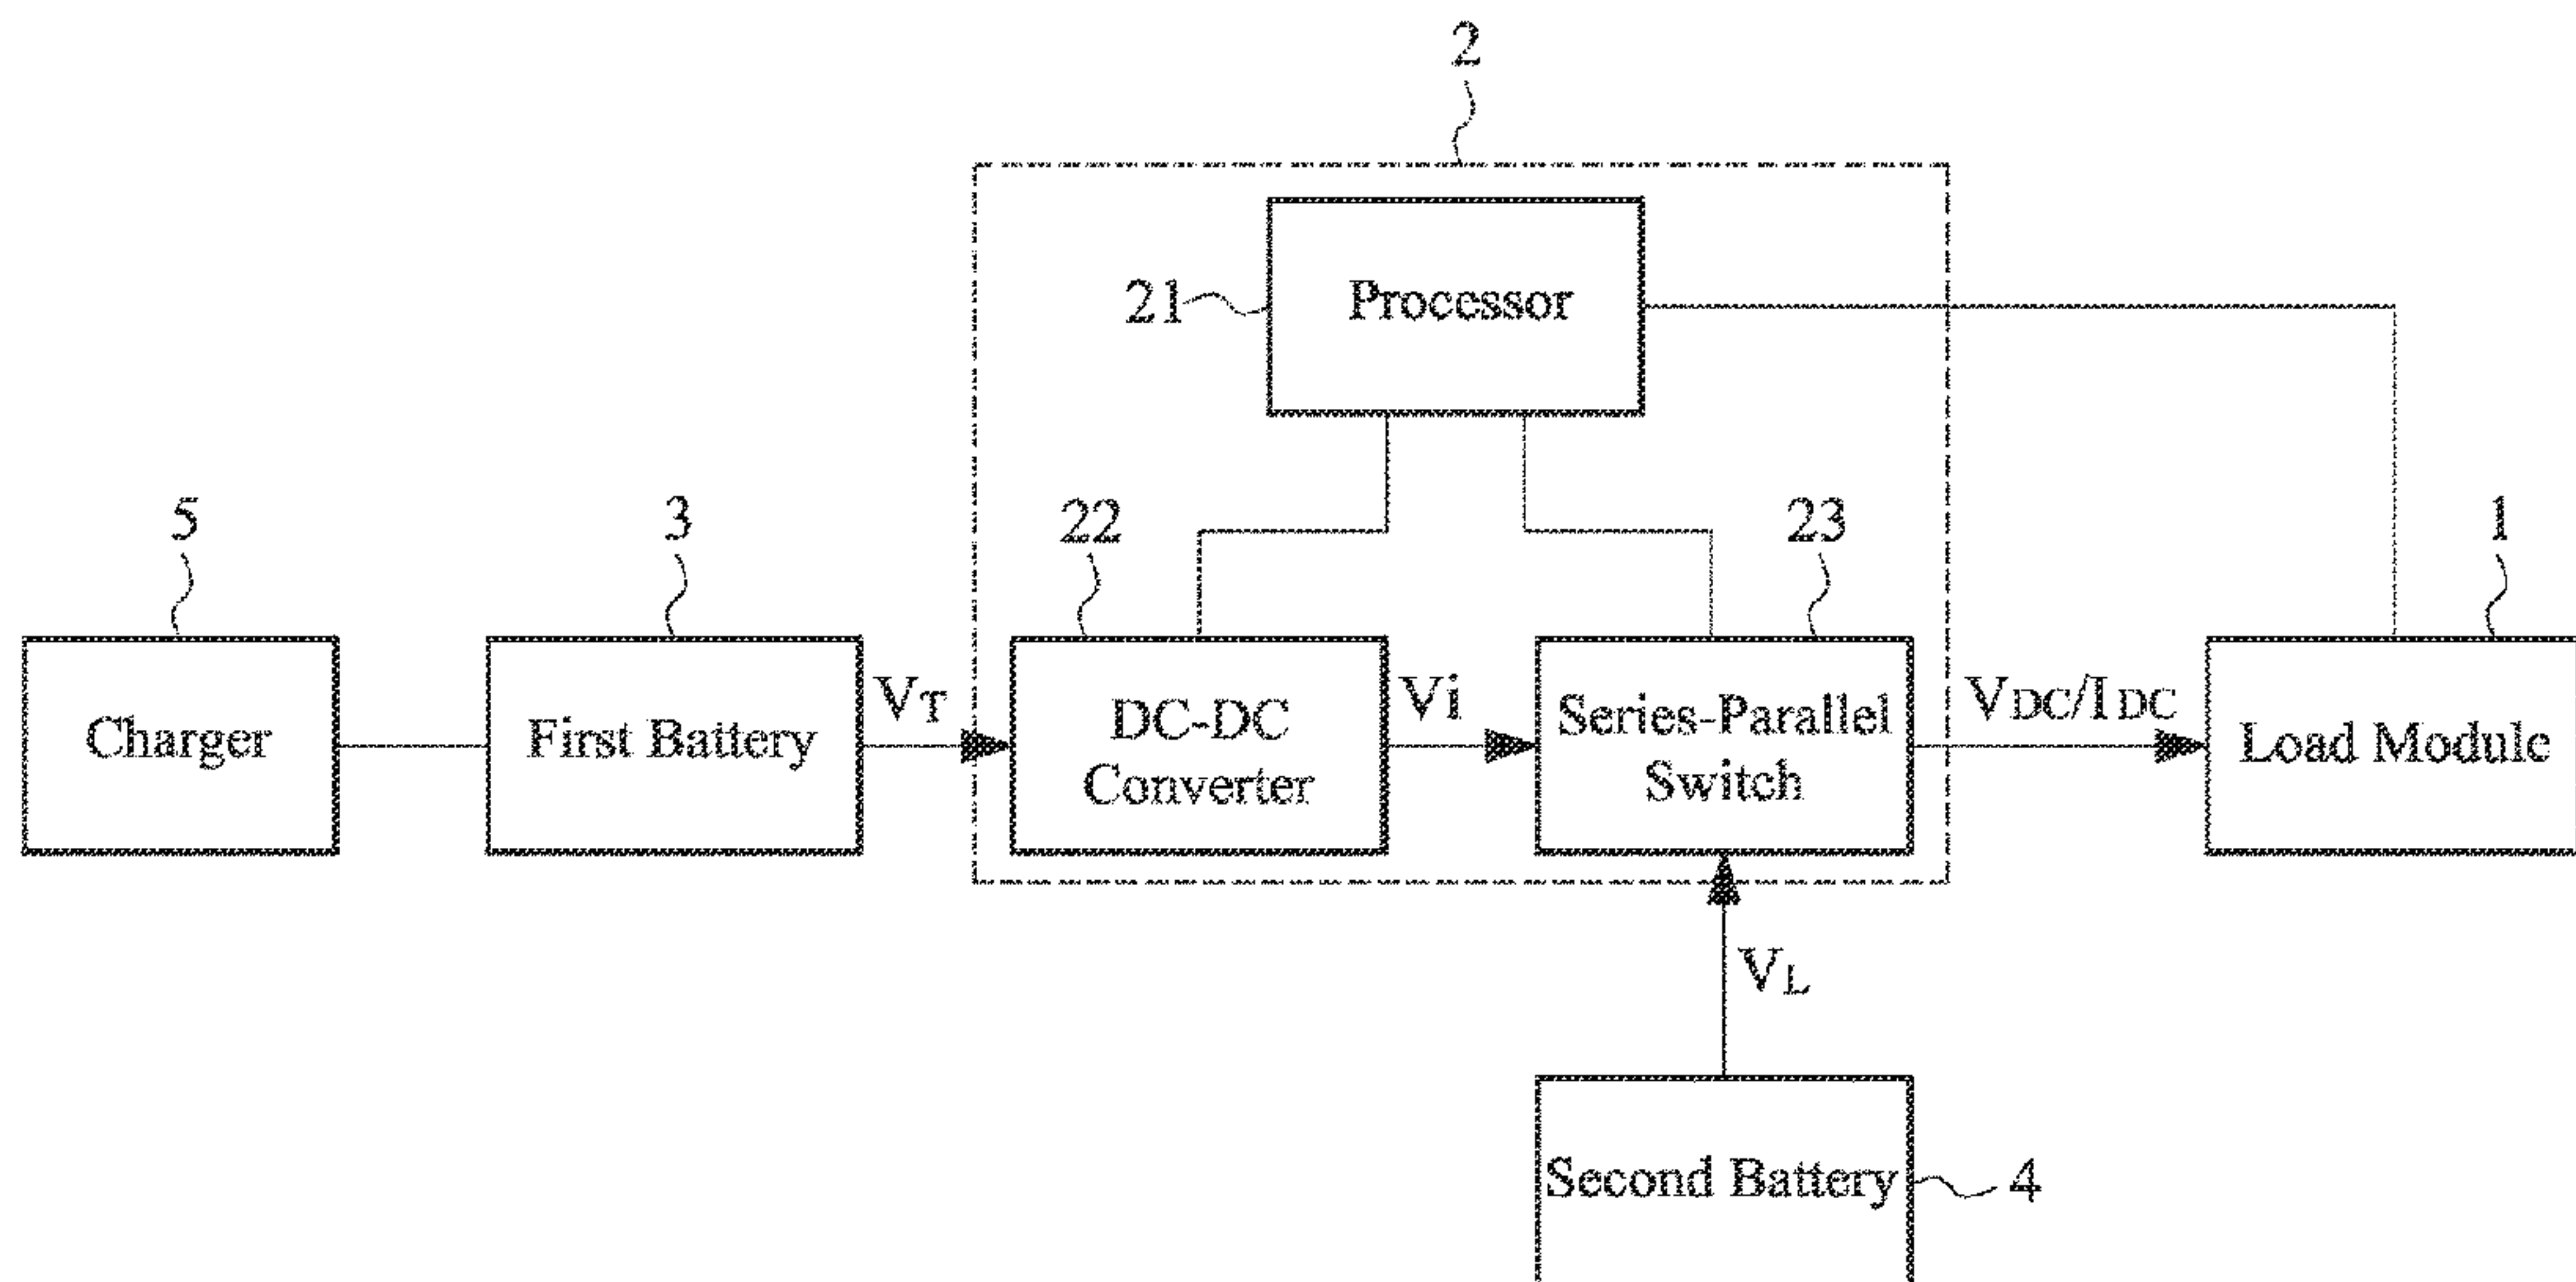 2
21
Processor
5
3
22
23
1
Charger
First Battery
VT
DC-DC
Converter
Vi
Series-Parallel
Switch
VDC/IDC
Load Module
VL
Second Battery
4